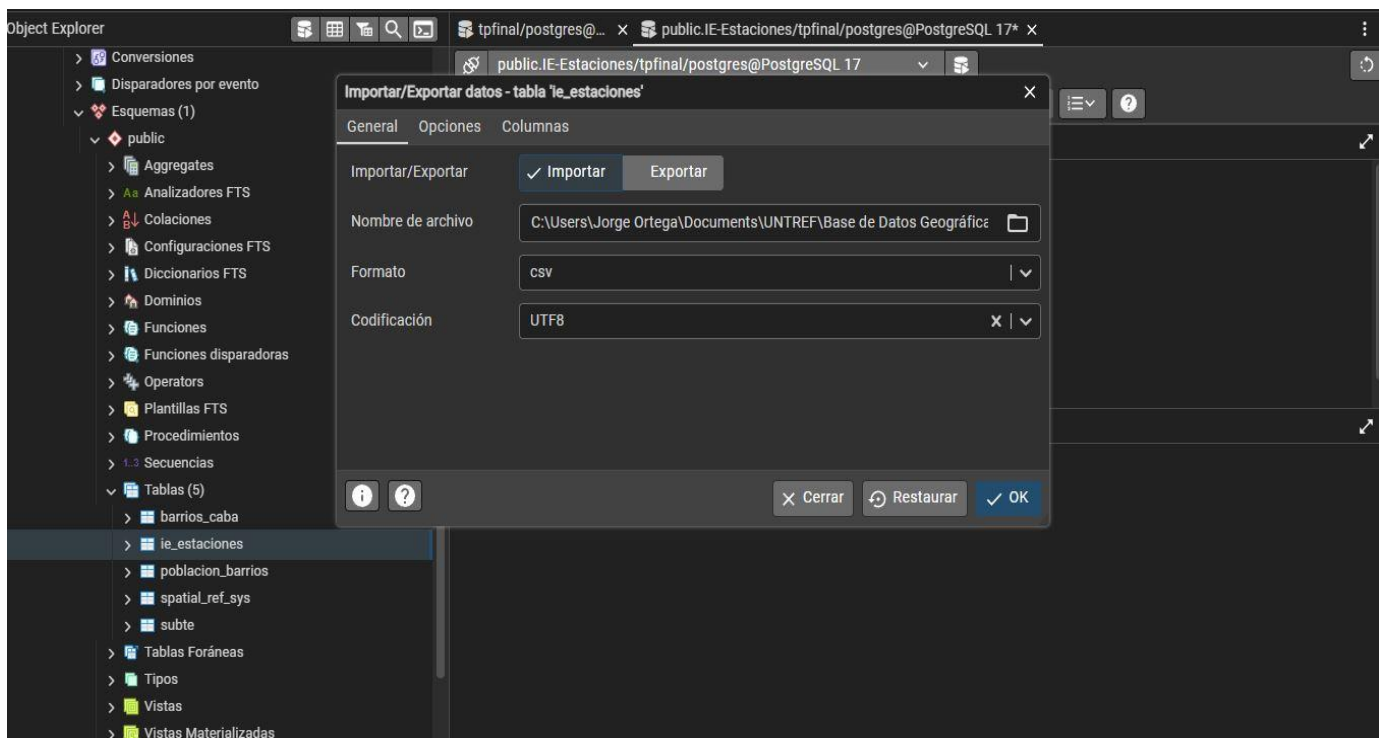 Object Explorer
tpfinal/postgres@...
public.IE-Estaciones/tpfinal/postgres@PostgreSQL 17*
public.IE-Estaciones/tpfinal/postgres@PostgreSQL 17
Conversiones
Disparadores por evento
Esquemas (1)
public
Aggregates
Aa Analizadores FTS
Colaciones
Configuraciones FTS
Diccionarios FTS
Dominios
Funciones
Funciones disparadoras
Operators
Plantillas FTS
Procedimientos
1..3 Secuencias
Tablas (5)
barrios_caba
ie_estaciones
poblacion_barrios
spatial_ref_sys
subte
Tablas Foráneas
Tipos
Vistas
Vistas Materializadas
Importar/Exportar datos - tabla 'ie_estaciones'
General Opciones Columnas
Importar/Exportar Importar Exportar
Nombre de archivo C:\Users\Jorge Ortega\Documents\UNTREF\Base de Datos Geográfica
Formato csv
Codificación UTF8
Cerrar Restaurar OK